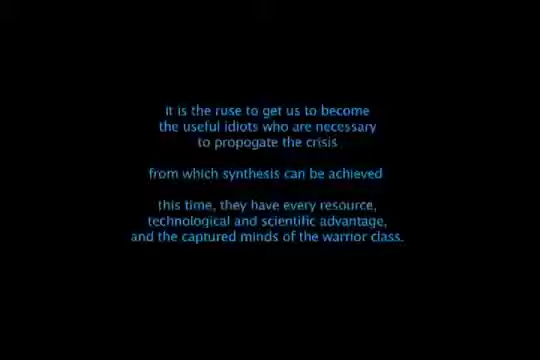 it is the ruse to get us to become
the useful idiots who are necessary
to propogate the crisis
from which synthesis can be achieved
this time, they have every resource,
technological and scientific advantage,
and the captured minds of the warrior class.